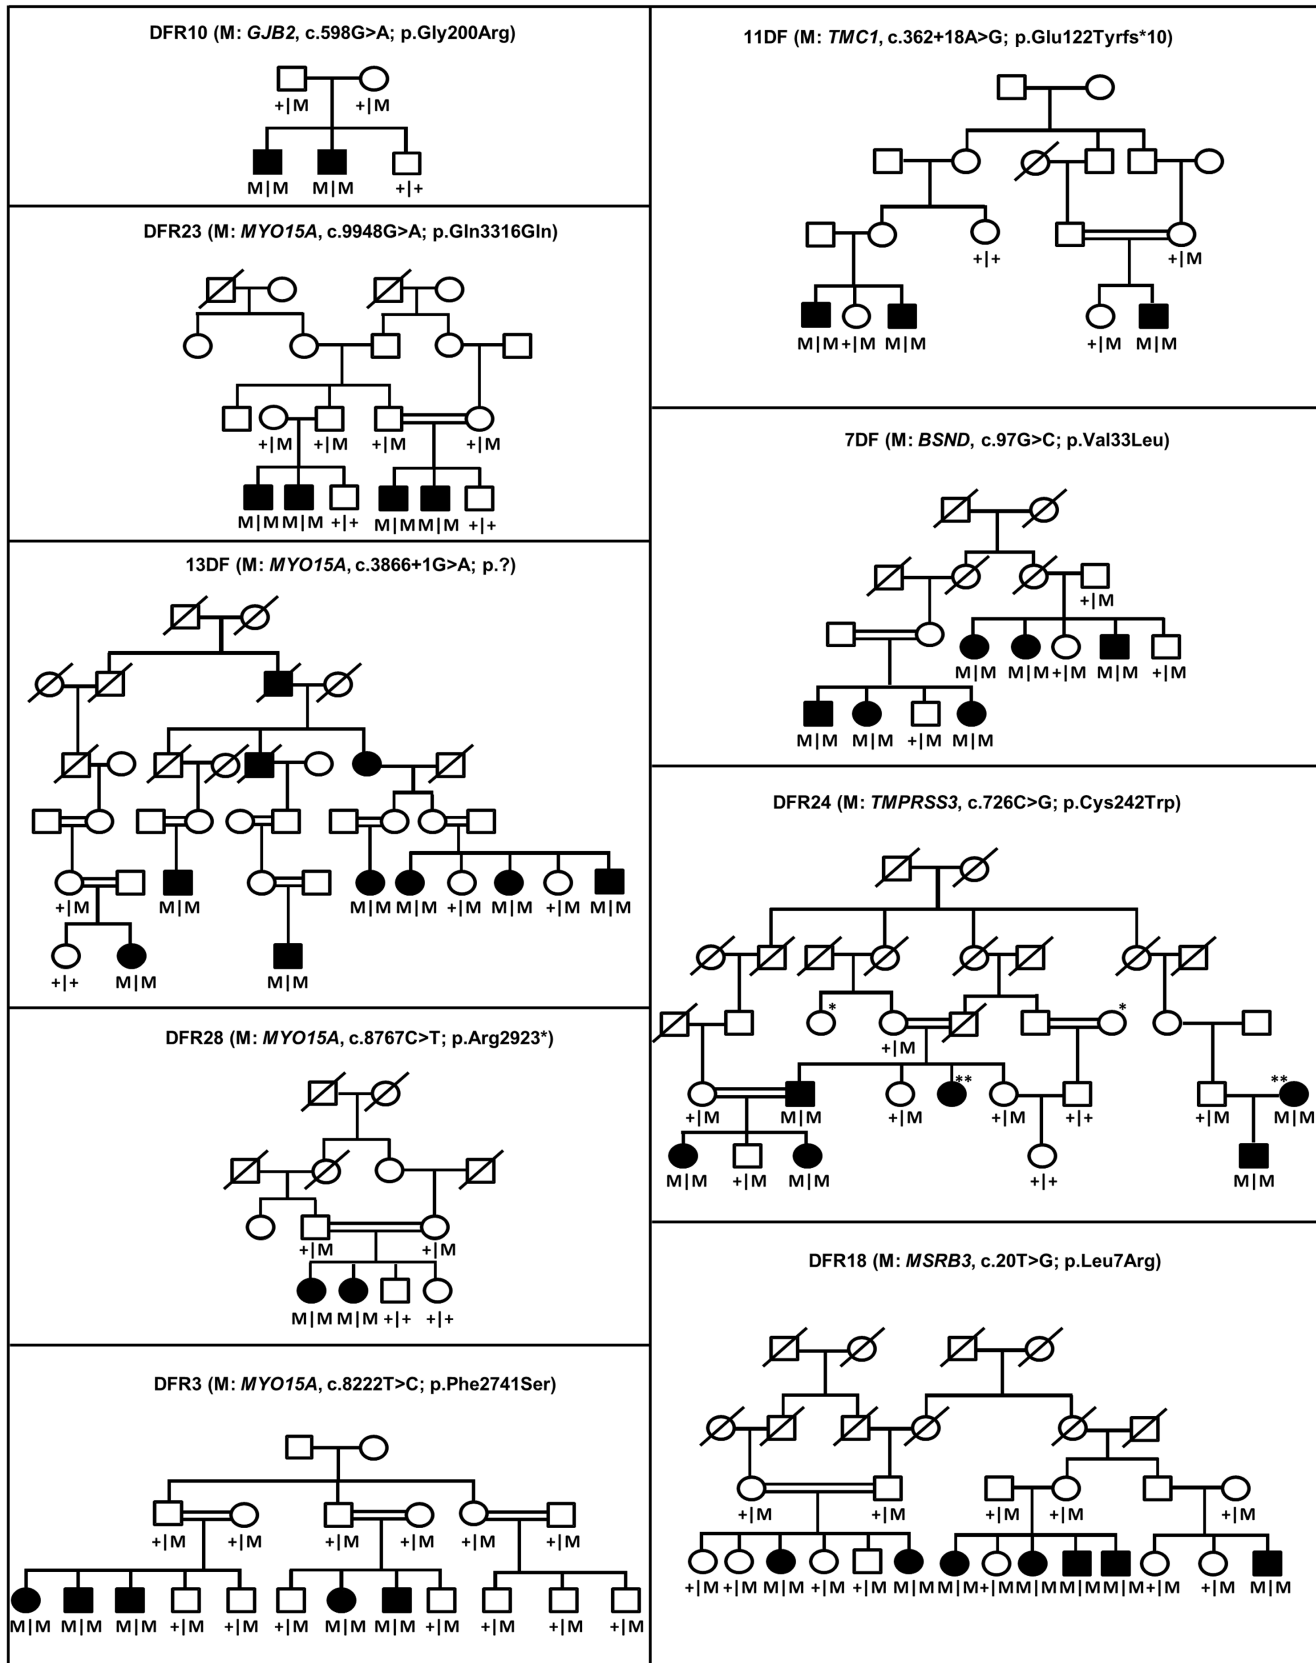 DFR10 (M: GJB2, c.598G>A; p.Gly200Arg)
+|M +|M
M|M M|M +|+
DFR23 (M: MYO15A, c.9948G>A; p.Gln3316Gln)
+|M +|M +|M +|M
M|M M|M +|+ M|M M|M +|+
13DF (M: MYO15A, c.3866+1G>A; p.?)
+|M M|M M|M M|M +|M M|M +|M M|M
+|+ M|M M|M
DFR28 (M: MYO15A, c.8767C>T; p.Arg2923*)
+|M +|M
M|M M|M +|+ +|+
DFR3 (M: MYO15A, c.8222T>C; p.Phe2741Ser)
+|M +|M +|M +|M +|M +|M
M|M M|M M|M +|M +|M +|M M|M M|M +|M +|M +|M +|M
11DF (M: TMC1, c.362+18A>G; p.Glu122Tyrfs*10)
+|+ +|M
M|M +|M M|M +|M M|M
7DF (M: BSND, c.97G>C; p.Val33Leu)
+|M
M|M M|M +|M M|M +|M
M|M M|M +|M M|M
DFR24 (M: TMPRSS3, c.726C>G; p.Cys242Trp)
* *
+|M
** **
+|M M|M +|M +|M +|+ +|M M|M
M|M +|M M|M +|+ M|M
DFR18 (M: MSRB3, c.20T>G; p.Leu7Arg)
+|M +|M +|M +|M +|M
+|M +|M M|M +|M +|M M|M M|M +|M M|M M|M M|M +|M +|M M|M